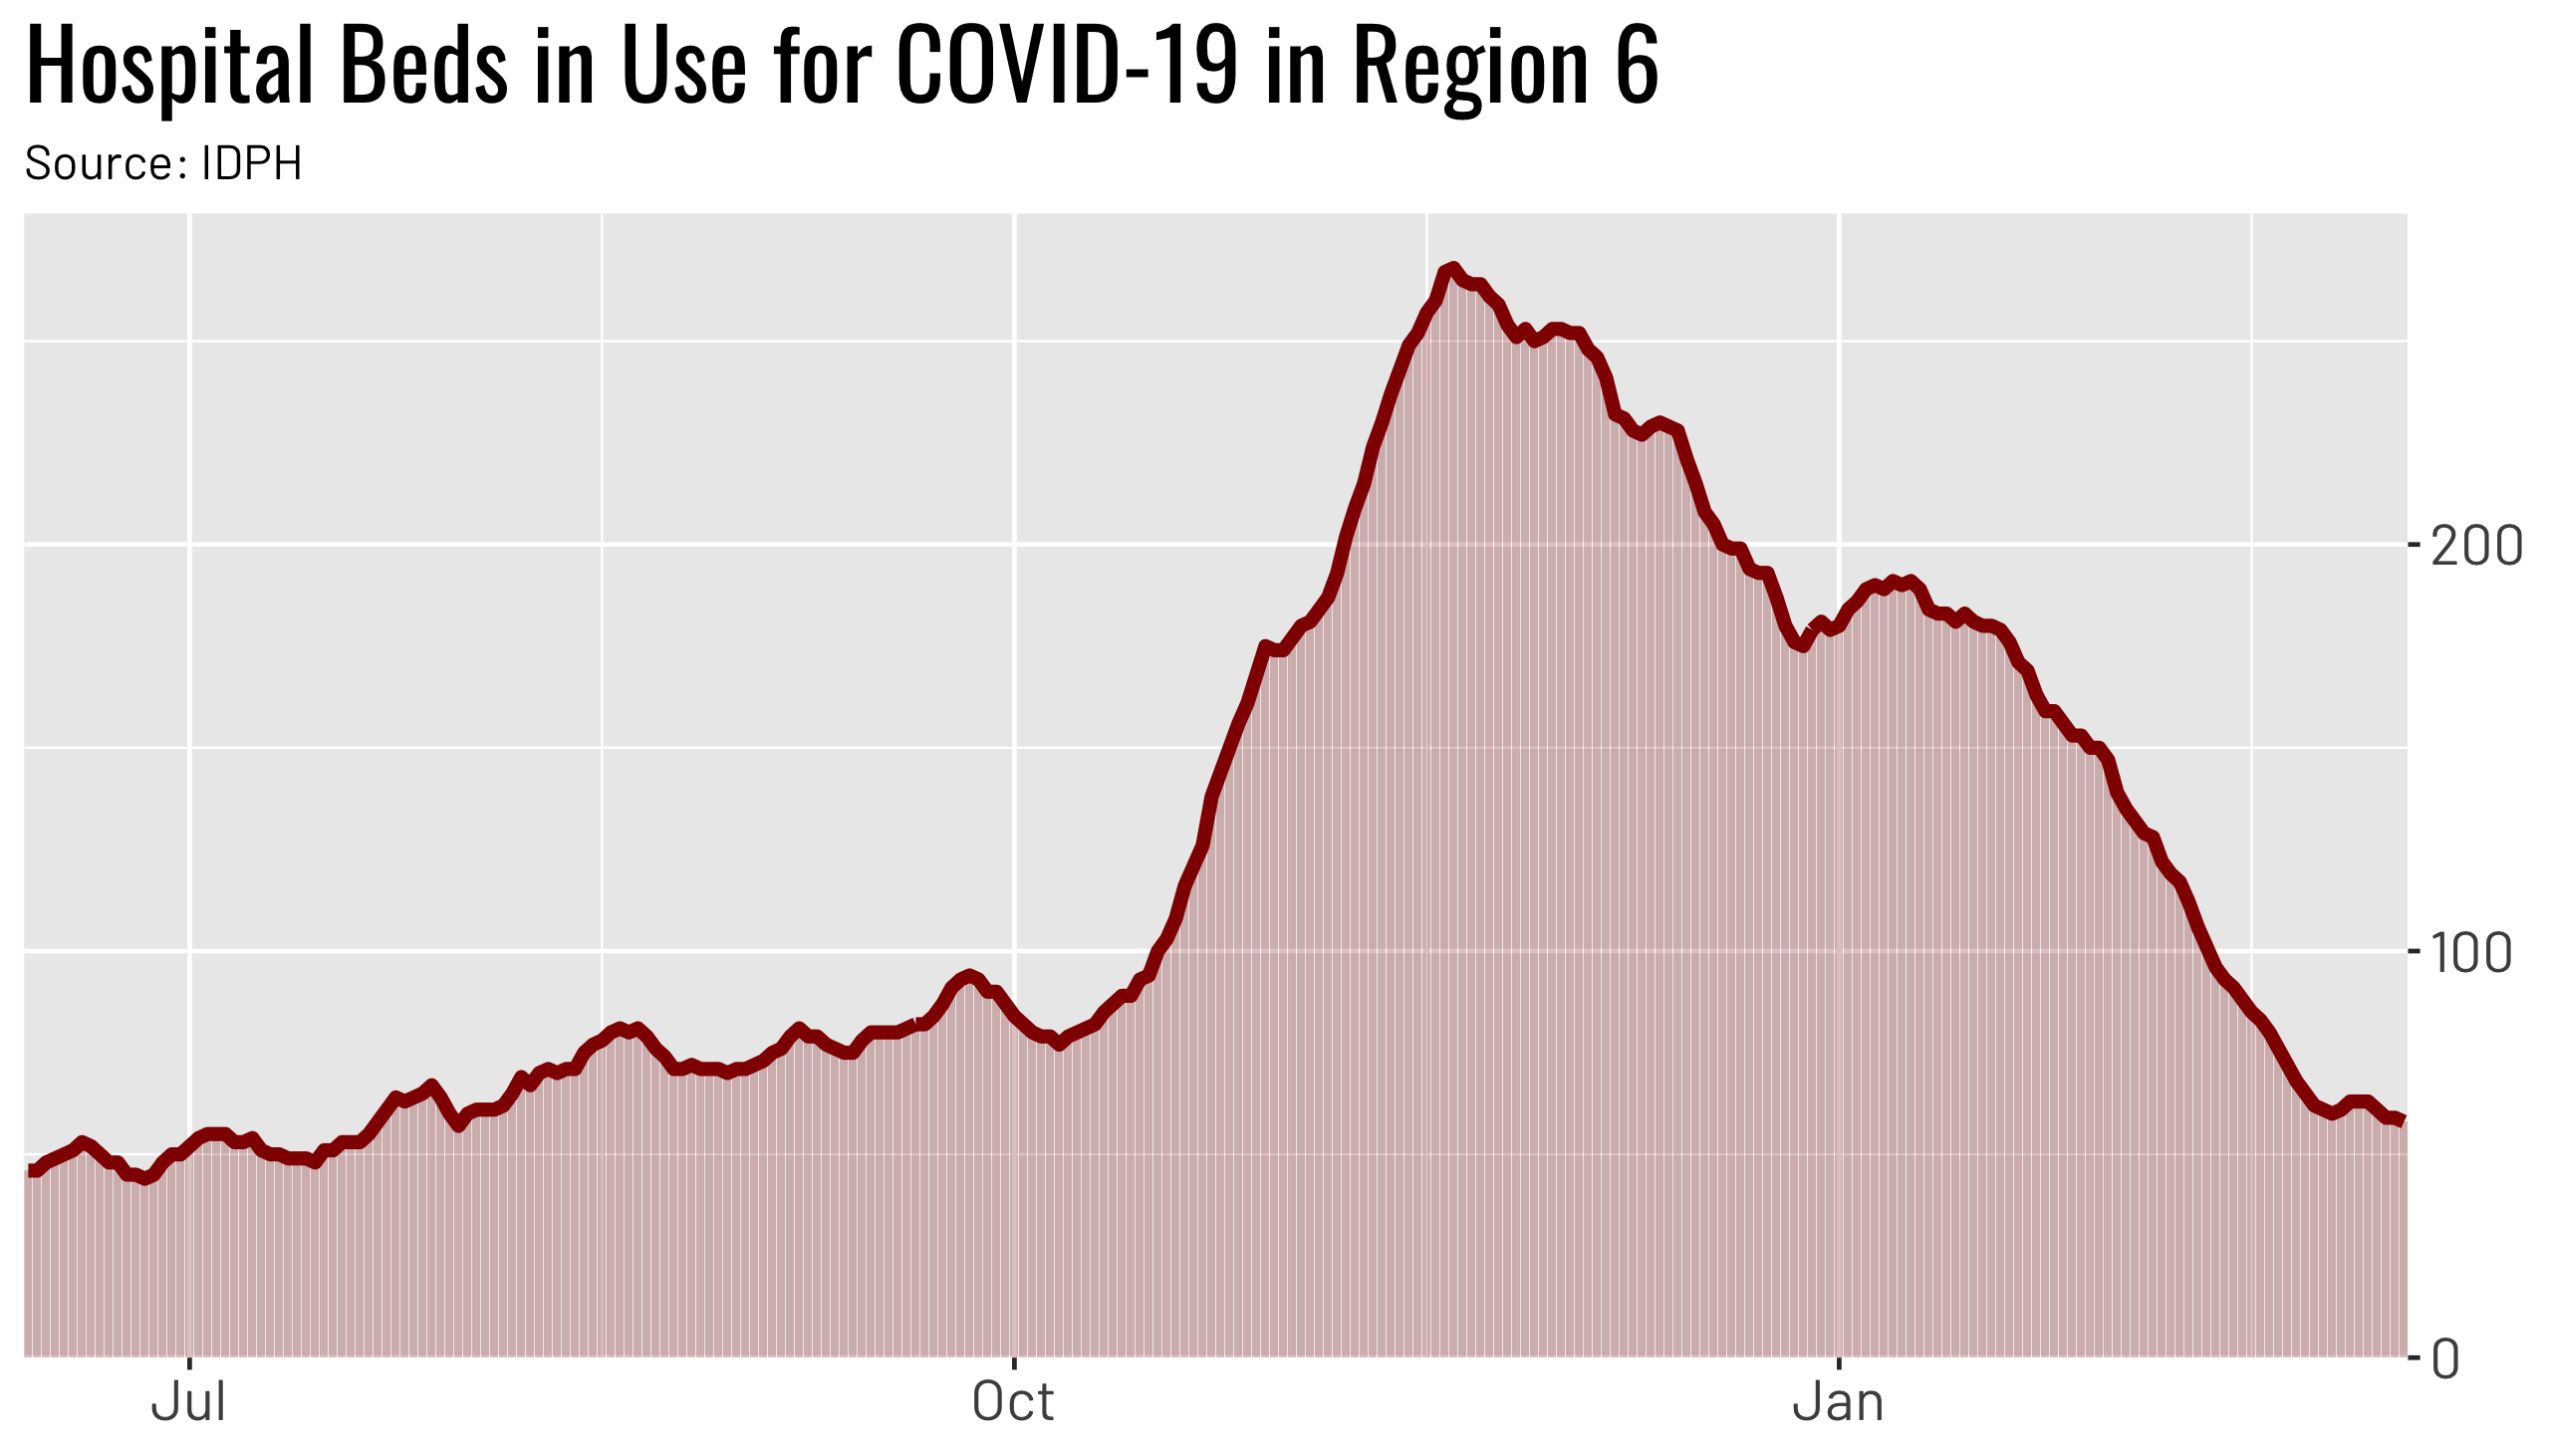 Hospital Beds in Use for COVID-19 in Region 6
Source: IDPH
200
100
0
Jul Oct Jan